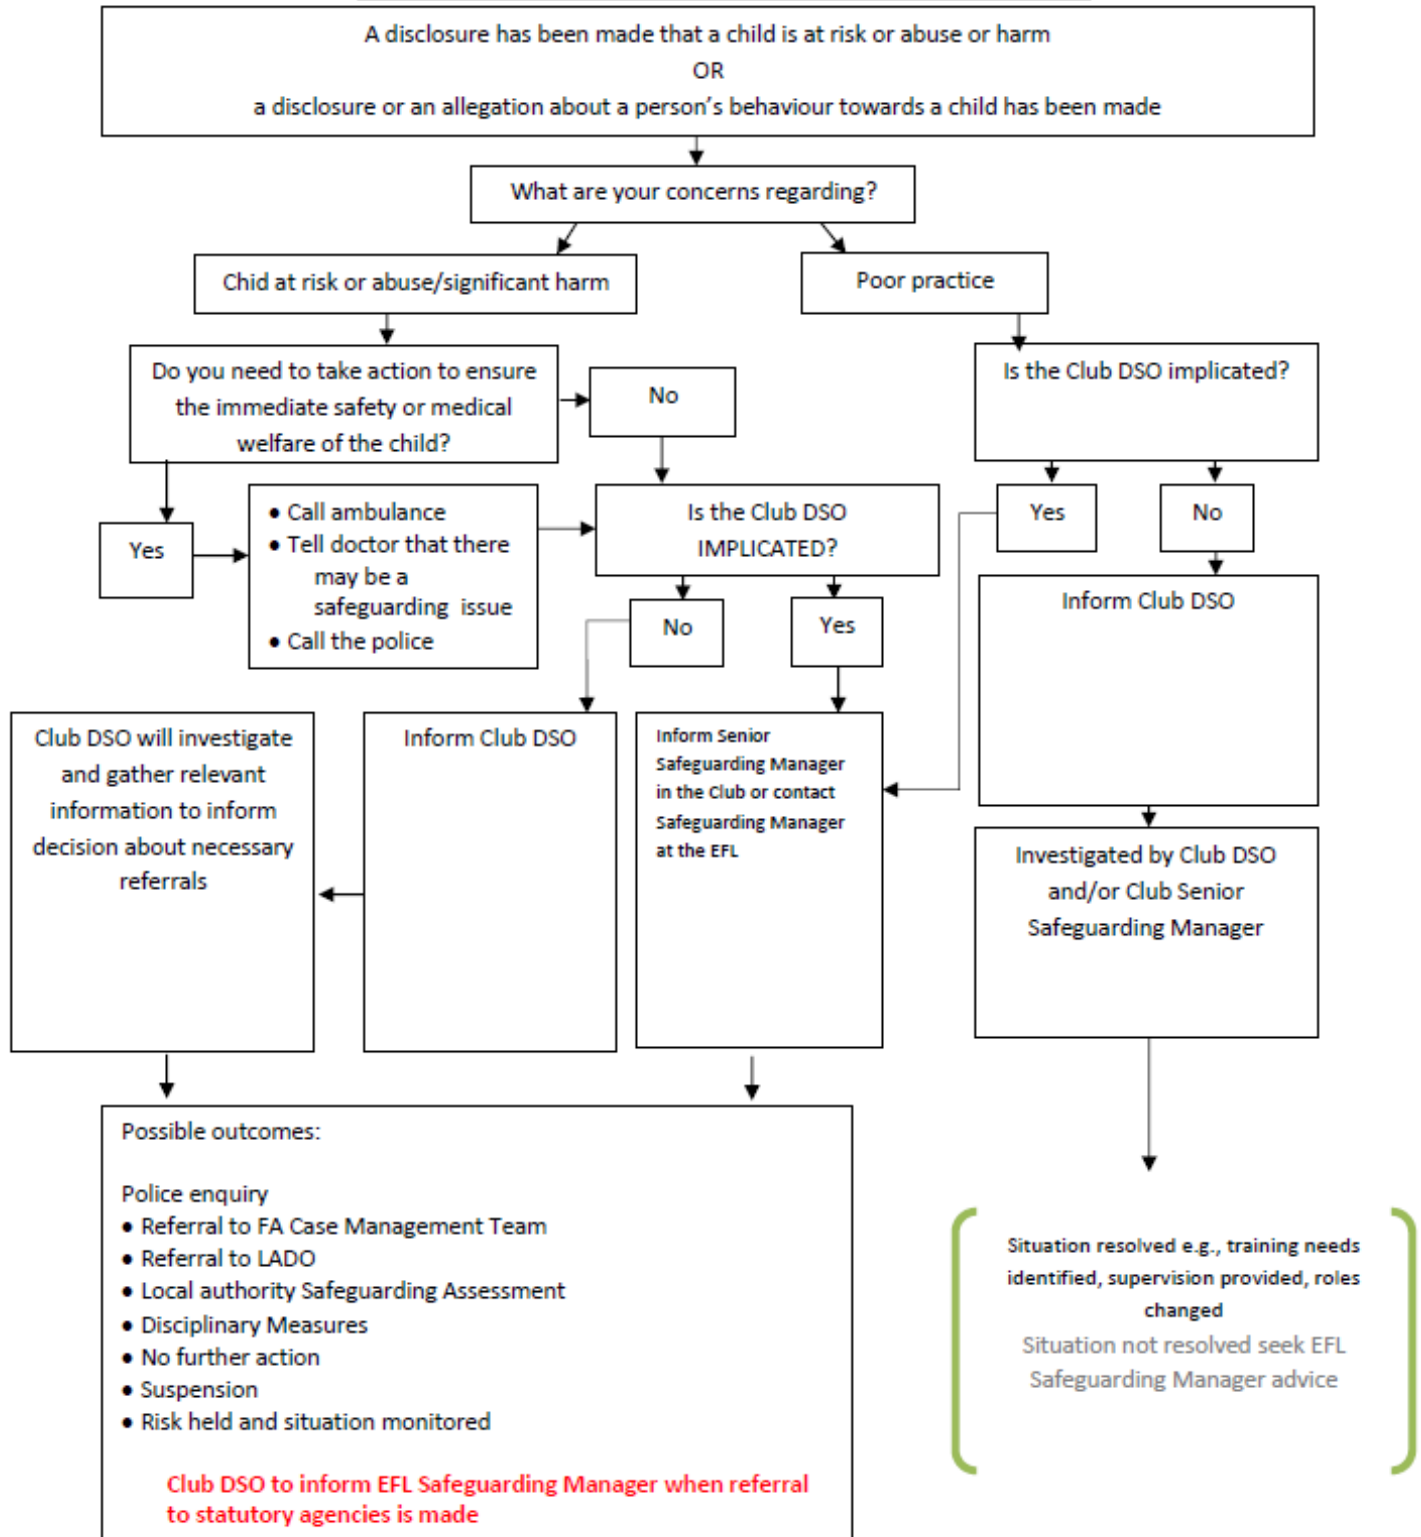 A disclosure has been made that a child is at risk or abuse or harm
OR
a disclosure or an allegation about a person's behaviour towards a child has been made
What are your concerns regarding?
Chid at risk or abuse/significant harm
Poor practice
Do you need to take action to ensure
the immediate safety or medical
welfare of the child?
No
Is the Club DSO implicated?
Yes
• Call ambulance
• Tell doctor that there
may be a
safeguarding issue
• Call the police
Is the Club DSO
IMPLICATED?
Yes
No
No
Yes
Inform Club DSO
Club DSO will investigate
and gather relevant
information to inform
decision about necessary
referrals
Inform Club DSO
Inform Senior
Safeguarding Manager
in the Club or contact
Safeguarding Manager
at the EFL
Investigated by Club DSO
and/or Club Senior
Safeguarding Manager
Possible outcomes:
Police enquiry
• Referral to FA Case Management Team
• Referral to LADO
• Local authority Safeguarding Assessment
• Disciplinary Measures
• No further action
• Suspension
• Risk held and situation monitored
Club DSO to inform EFL Safeguarding Manager when referral
to statutory agencies is made
Situation resolved e.g., training needs
identified, supervision provided, roles
changed
Situation not resolved seek EFL
Safeguarding Manager advice